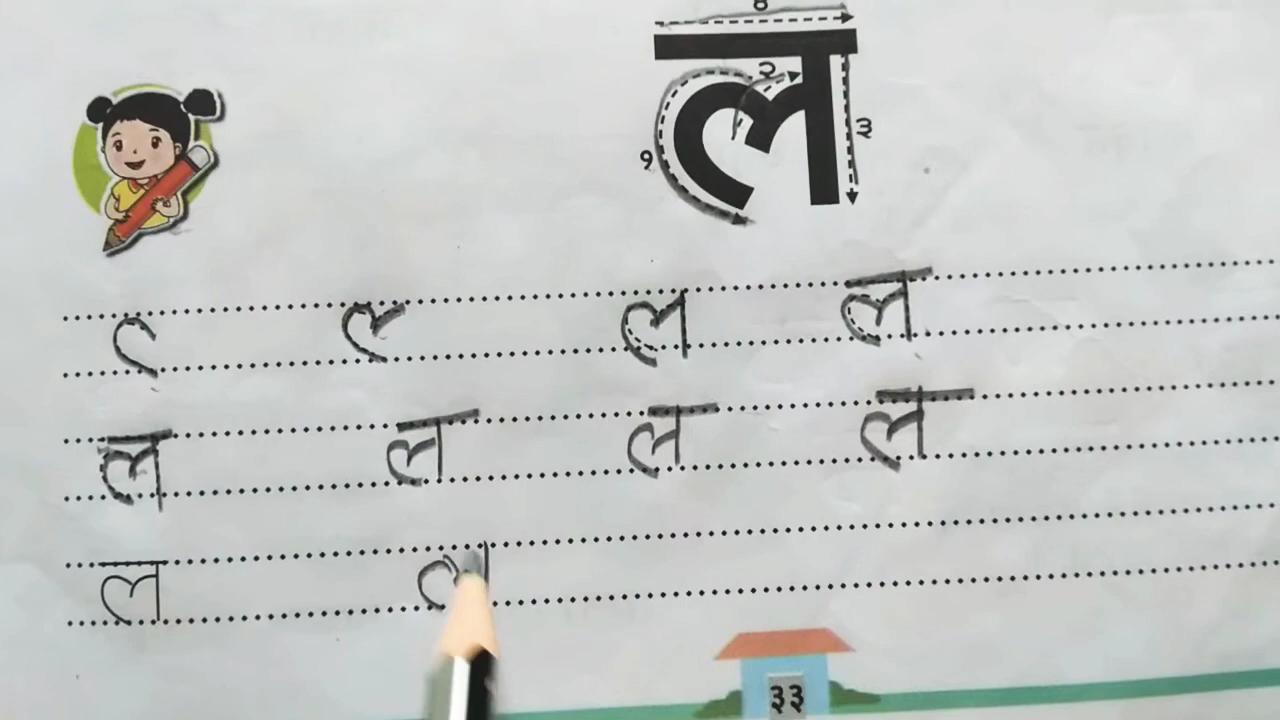 ४
ल
२
३
१
ल ल
ल ल ल ल
ल
३३